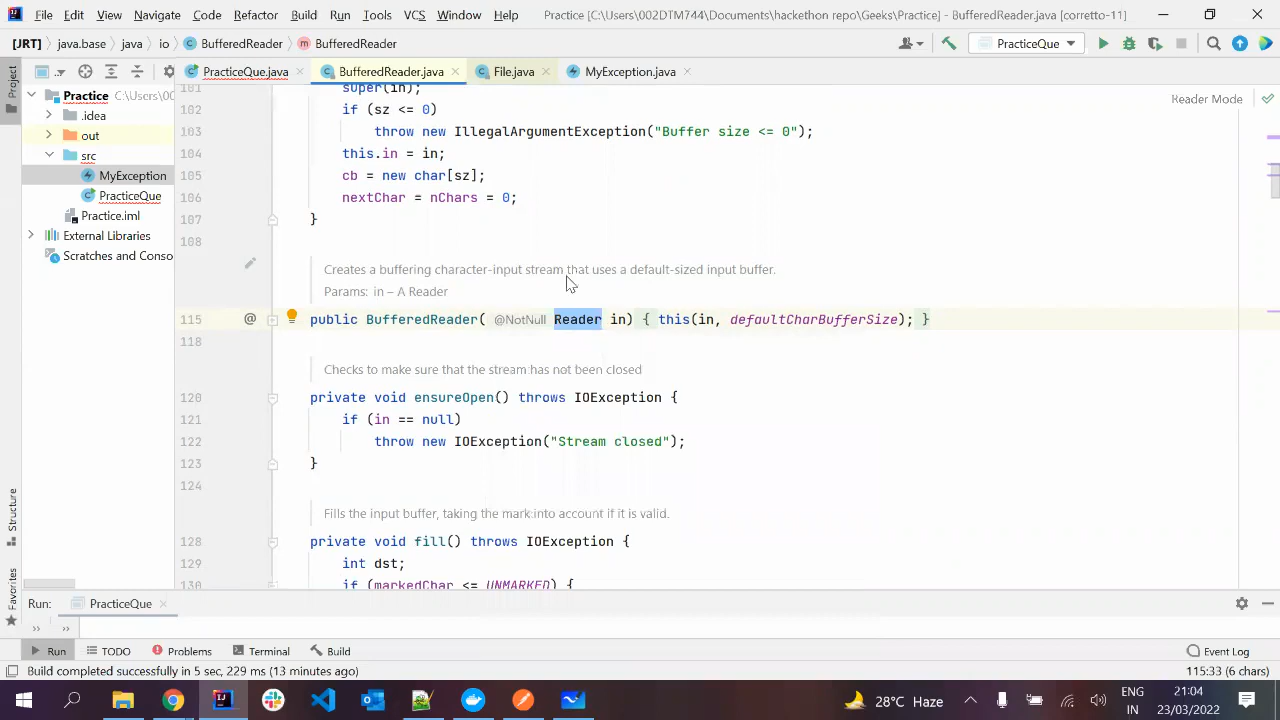 File Edit View Navigate Code Refactor Build Run Tools VCS Window Help Practice [C:\Users\002DTM744\Documents\hackethon repo\Geeks\Practice] - BufferedReader.java [corretto-11]
[JRT] java.base java io BufferedReader BufferedReader PracticeQue
Project
PracticeQue.java BufferedReader.java File.java MyException.java
Practice C:\Users\00
.idea
out
src
MyException
PracticeQue
Practice.iml
External Libraries
Scratches and Conso
Reader Mode
101 super(in);
102 if (sz <= 0)
103 throw new IllegalArgumentException("Buffer size <= 0");
104 this.in = in;
105 cb = new char[sz];
106 nextChar = nChars = 0;
107 }
108
Creates a buffering character-input stream that uses a default-sized input buffer.
Params: in – A Reader
115 @ public BufferedReader( @NotNull Reader in) { this(in, defaultCharBufferSize); }
118
Checks to make sure that the stream has not been closed
120 private void ensureOpen() throws IOException {
121 if (in == null)
122 throw new IOException("Stream closed");
123 }
124
Fills the input buffer, taking the mark into account if it is valid.
128 private void fill() throws IOException {
129 int dst;
130 if (markedChar <= UNMARKED) {
Structure
Favorites
Run: PracticeQue
Run TODO Problems Terminal Build Event Log
Build completed successfully in 5 sec, 229 ms (13 minutes ago) 115:33 (6 chars)
28°C Haze
ENG
IN
21:04
23/03/2022